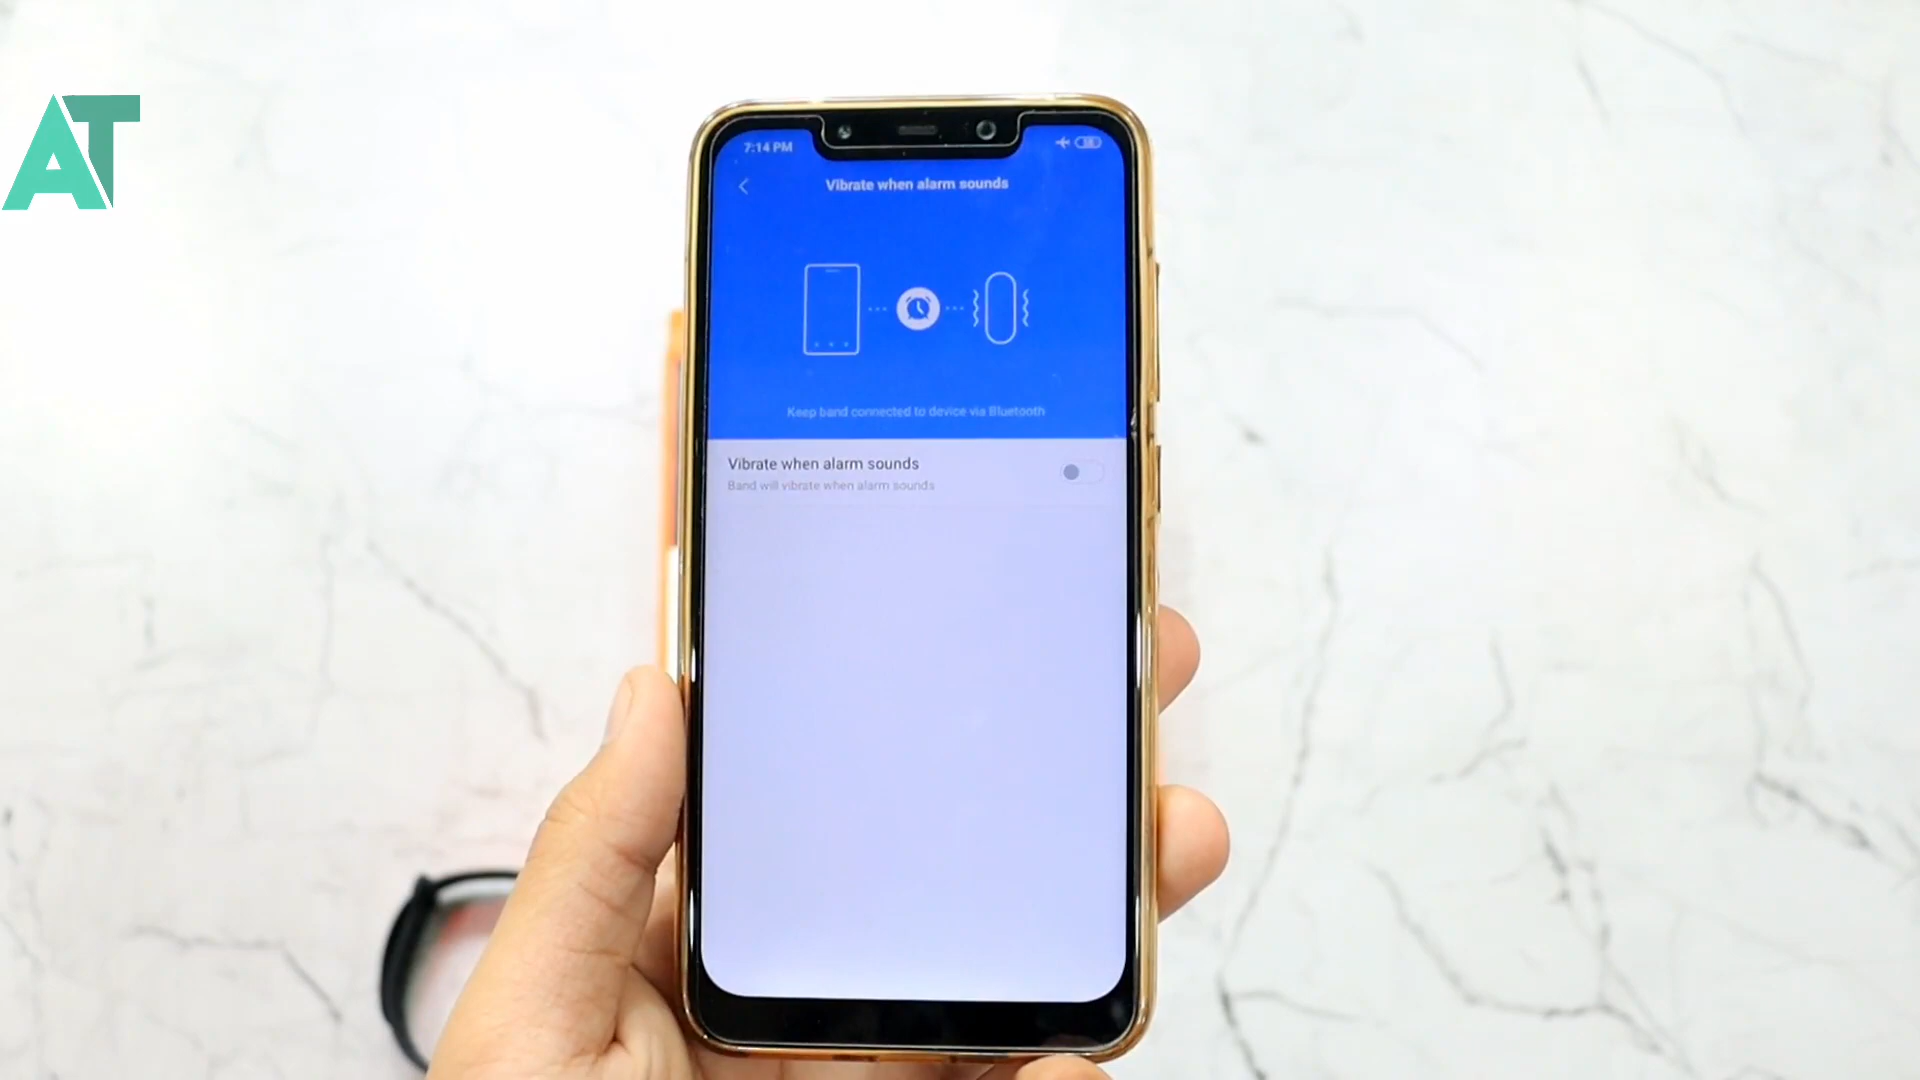 AT
7:14 PM
Vibrate when alarm sounds
Keep band connected to device via Bluetooth
Vibrate when alarm sounds
Band will vibrate when alarm sounds